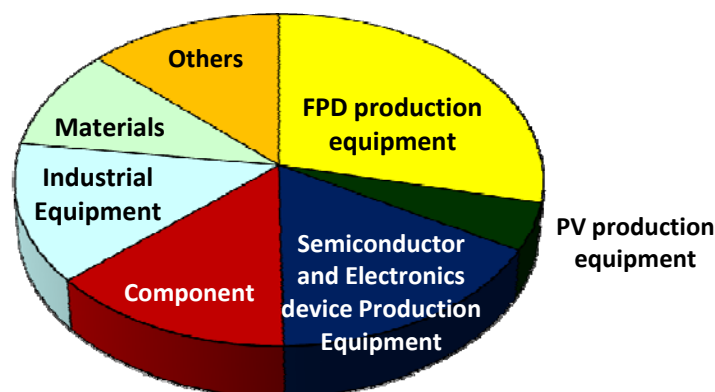 Others
FPD production
equipment
Materials
Industrial
Equipment
PV production
equipment
Semiconductor
and Electronics
device Production
Equipment
Component